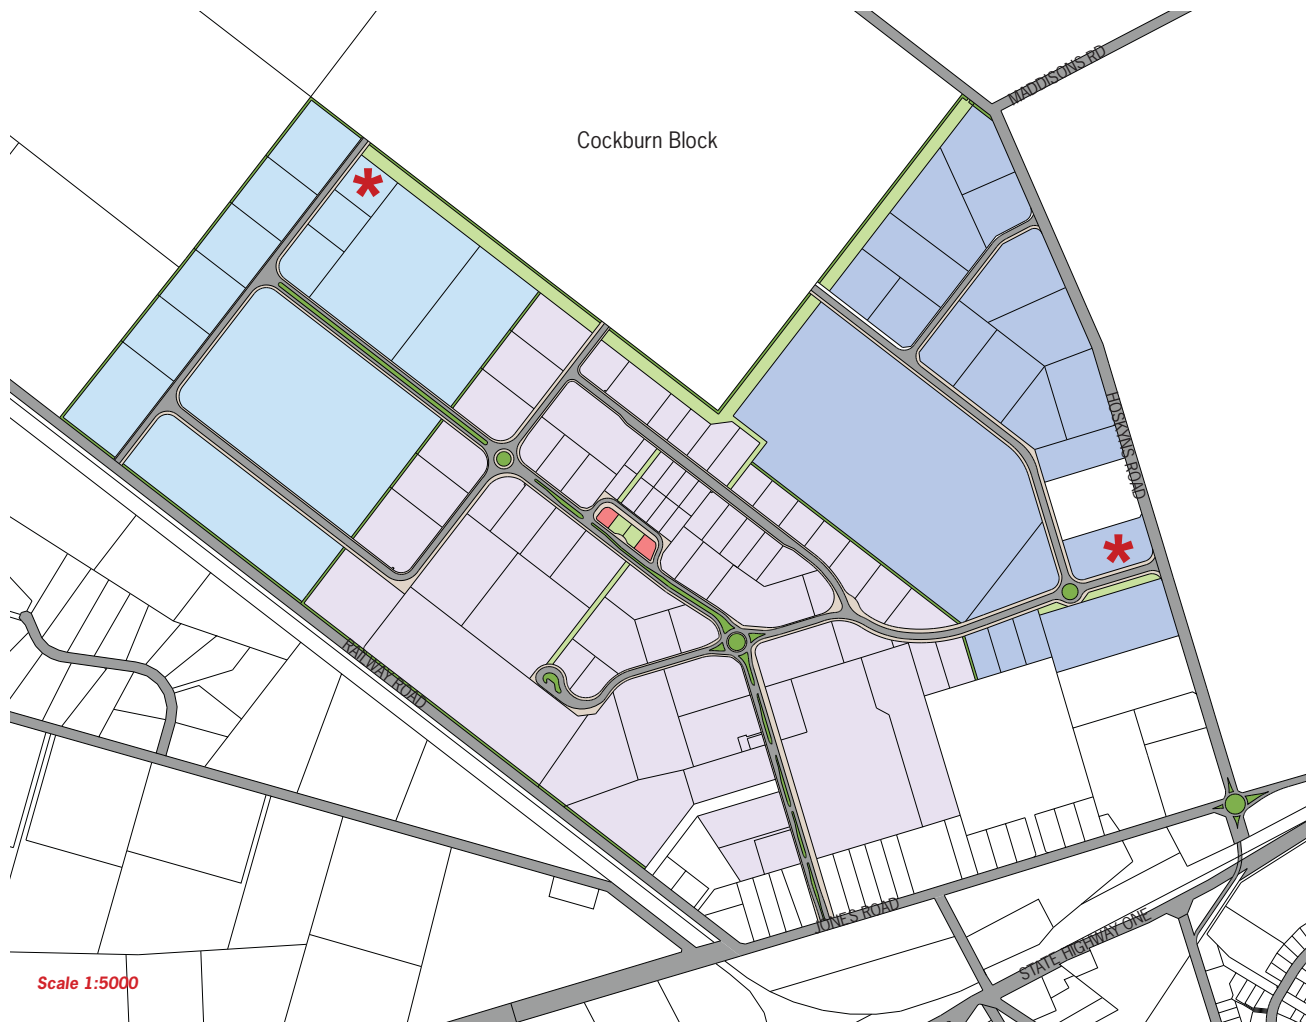 MADDISONS RD
Cockburn Block
HOSKYNS ROAD
RAILWAY ROAD
JONES ROAD
STATE HIGHWAY ONE
Scale 1:5000